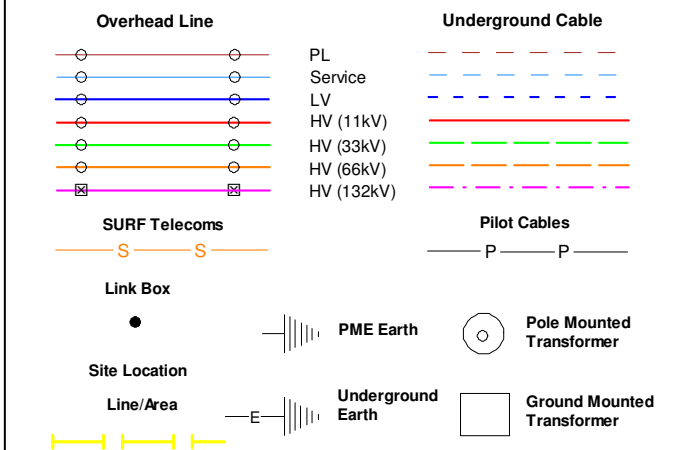 Overhead Line
Underground Cable
PL
Service
LV
HV (11kV)
HV (33kV)
HV (66kV)
HV (132kV)
SURF Telecoms
S S
Pilot Cables
P P
Link Box
PME Earth
Pole Mounted
Transformer
Site Location
Line/Area
E
Underground
Earth
Ground Mounted
Transformer